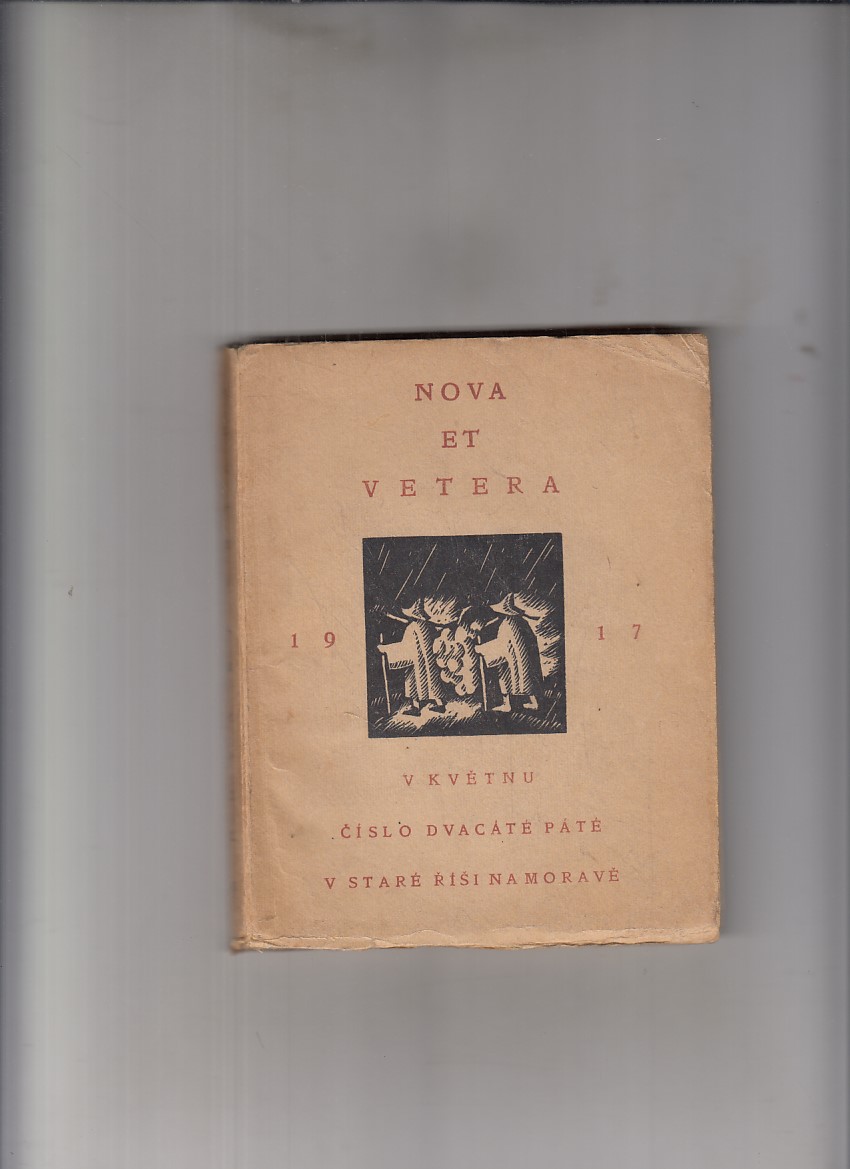 NOVA
ET
VETERA
19 17
V KVĚTNU
ČÍSLO DVACÁTÉ PÁTÉ
V STARÉ ŘÍŠI NA MORAVĚ